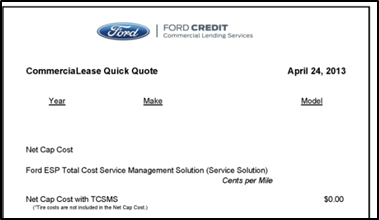 Ford
FORD CREDIT
Commercial Lending Services
CommerciaLease Quick Quote April 24, 2013
Year Make Model
Net Cap Cost
Ford ESP Total Cost Service Management Solution (Service Solution)
Cents per Mile
Net Cap Cost with TCSMS $0.00
(*Tire costs are not included in the Net Cap Cost.)